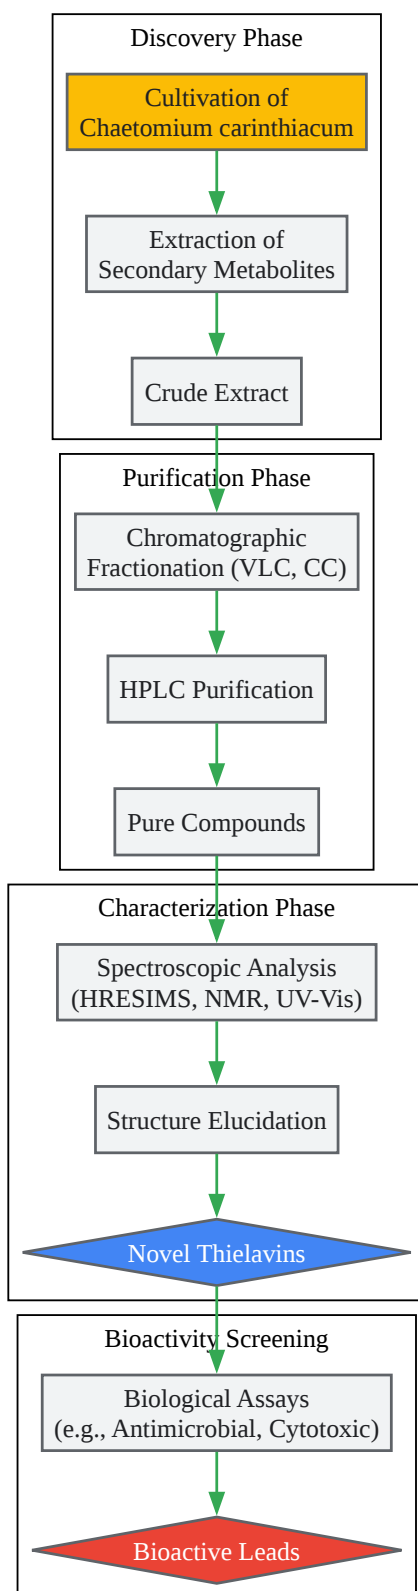 Discovery Phase
Cultivation of
Chaetomium carinthiacum
Extraction of
Secondary Metabolites
Crude Extract
Purification Phase
Chromatographic
Fractionation (VLC, CC)
HPLC Purification
Pure Compounds
Characterization Phase
Spectroscopic Analysis
(HRESIMS, NMR, UV-Vis)
Structure Elucidation
Novel Thielavins
Bioactivity Screening
Biological Assays
(e.g., Antimicrobial, Cytotoxic)
Bioactive Leads